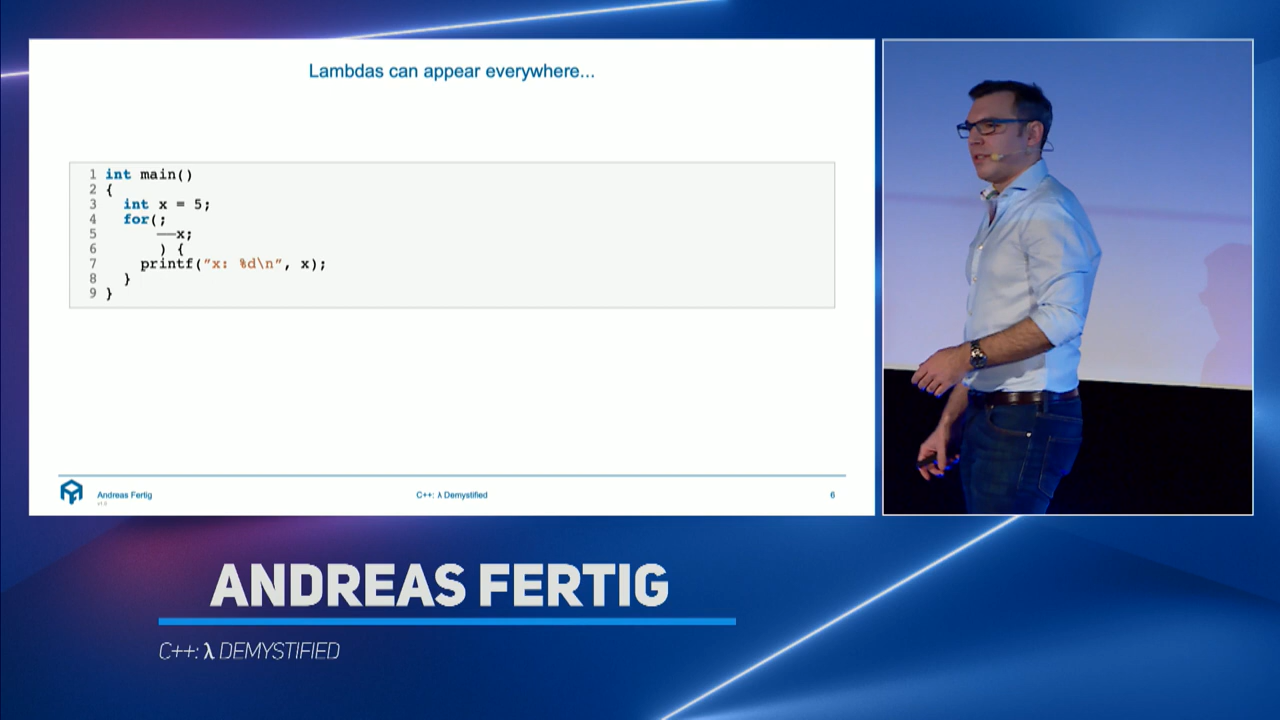 Lambdas can appear everywhere...
1 int main()
2 {
3 int x = 5;
4 for(;
5 --x;
6 ) {
7 printf("x: %d\n", x);
8 }
9 }
Andreas Fertig
C++: λ Demystified
6
ANDREAS FERTIG
C++: λ DEMYSTIFIED